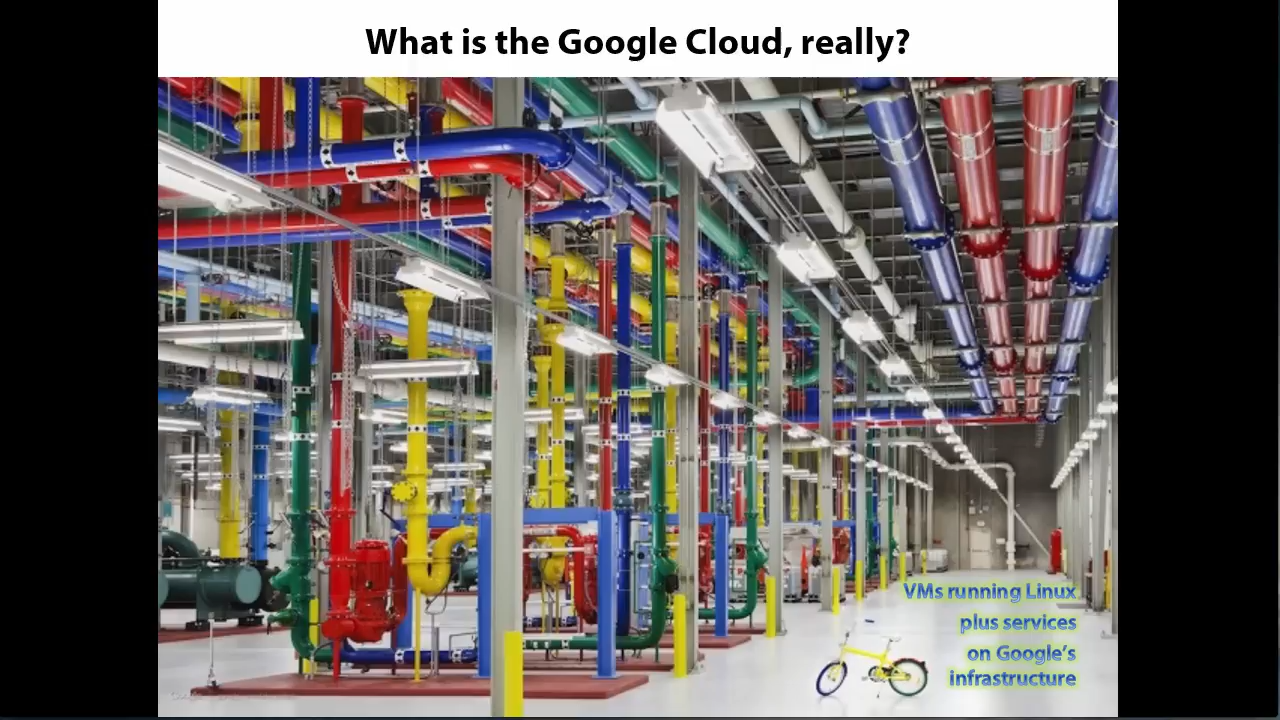 What is the Google Cloud, really?
VMs running Linux
plus services
on Google's
infrastructure